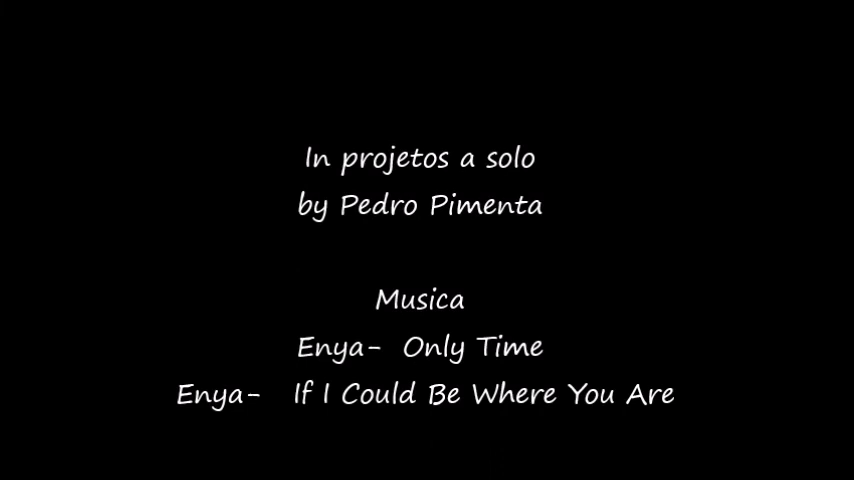 In projetos a solo
by Pedro Pimenta
Musica
Enya- Only Time
Enya- If I Could Be Where You Are